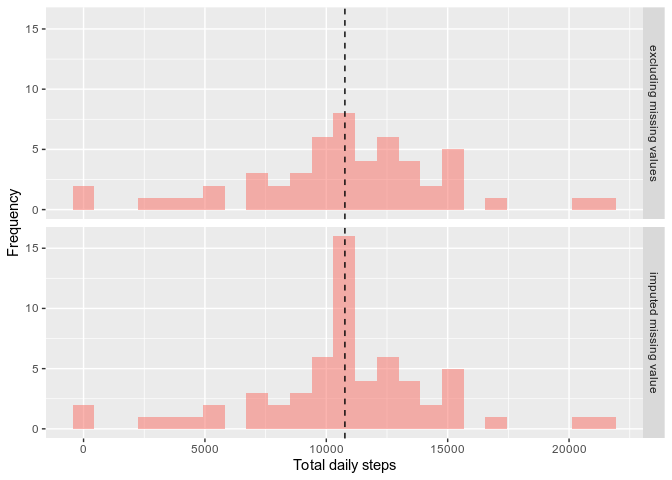 15
10
5
0
excluding missing values
Frequency
15
10
5
0
imputed missing value
0 5000 10000 15000 20000
Total daily steps